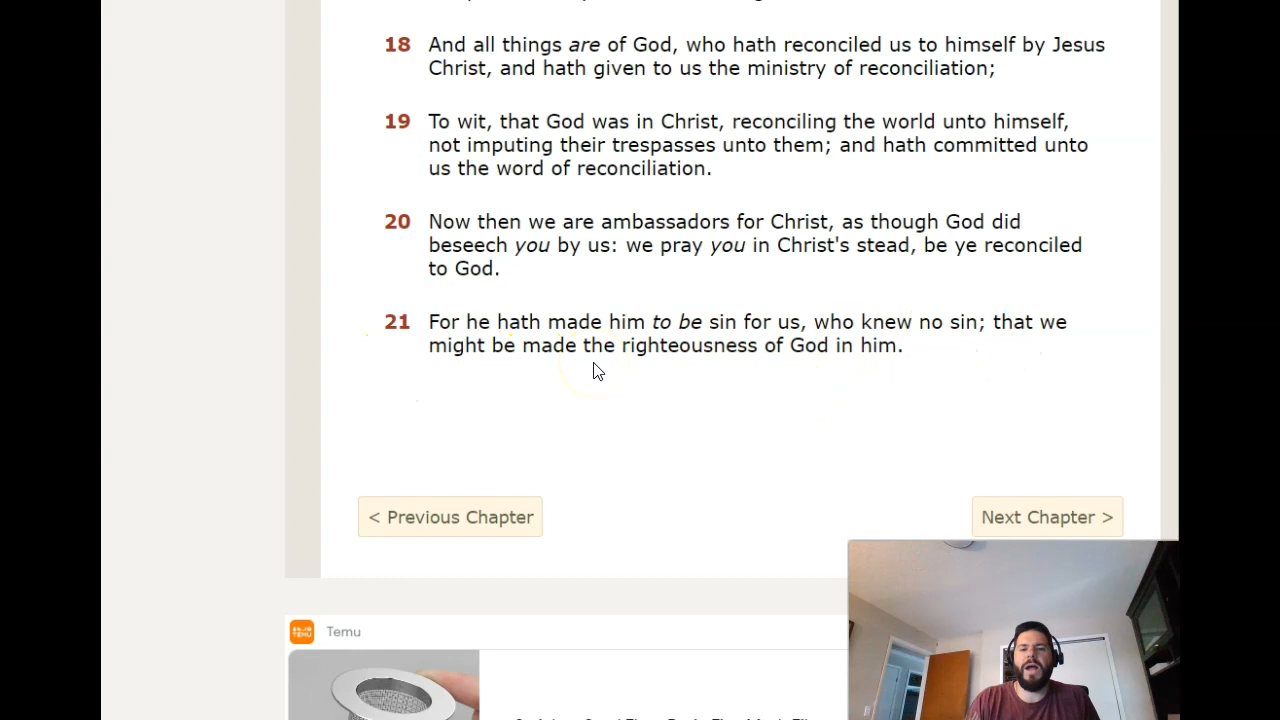 18 And all things are of God, who hath reconciled us to himself by Jesus
Christ, and hath given to us the ministry of reconciliation;
19 To wit, that God was in Christ, reconciling the world unto himself,
not imputing their trespasses unto them; and hath committed unto
us the word of reconciliation.
20 Now then we are ambassadors for Christ, as though God did
beseech you by us: we pray you in Christ's stead, be ye reconciled
to God.
21 For he hath made him to be sin for us, who knew no sin; that we
might be made the righteousness of God in him.
< Previous Chapter
Next Chapter >
TEMU
Temu